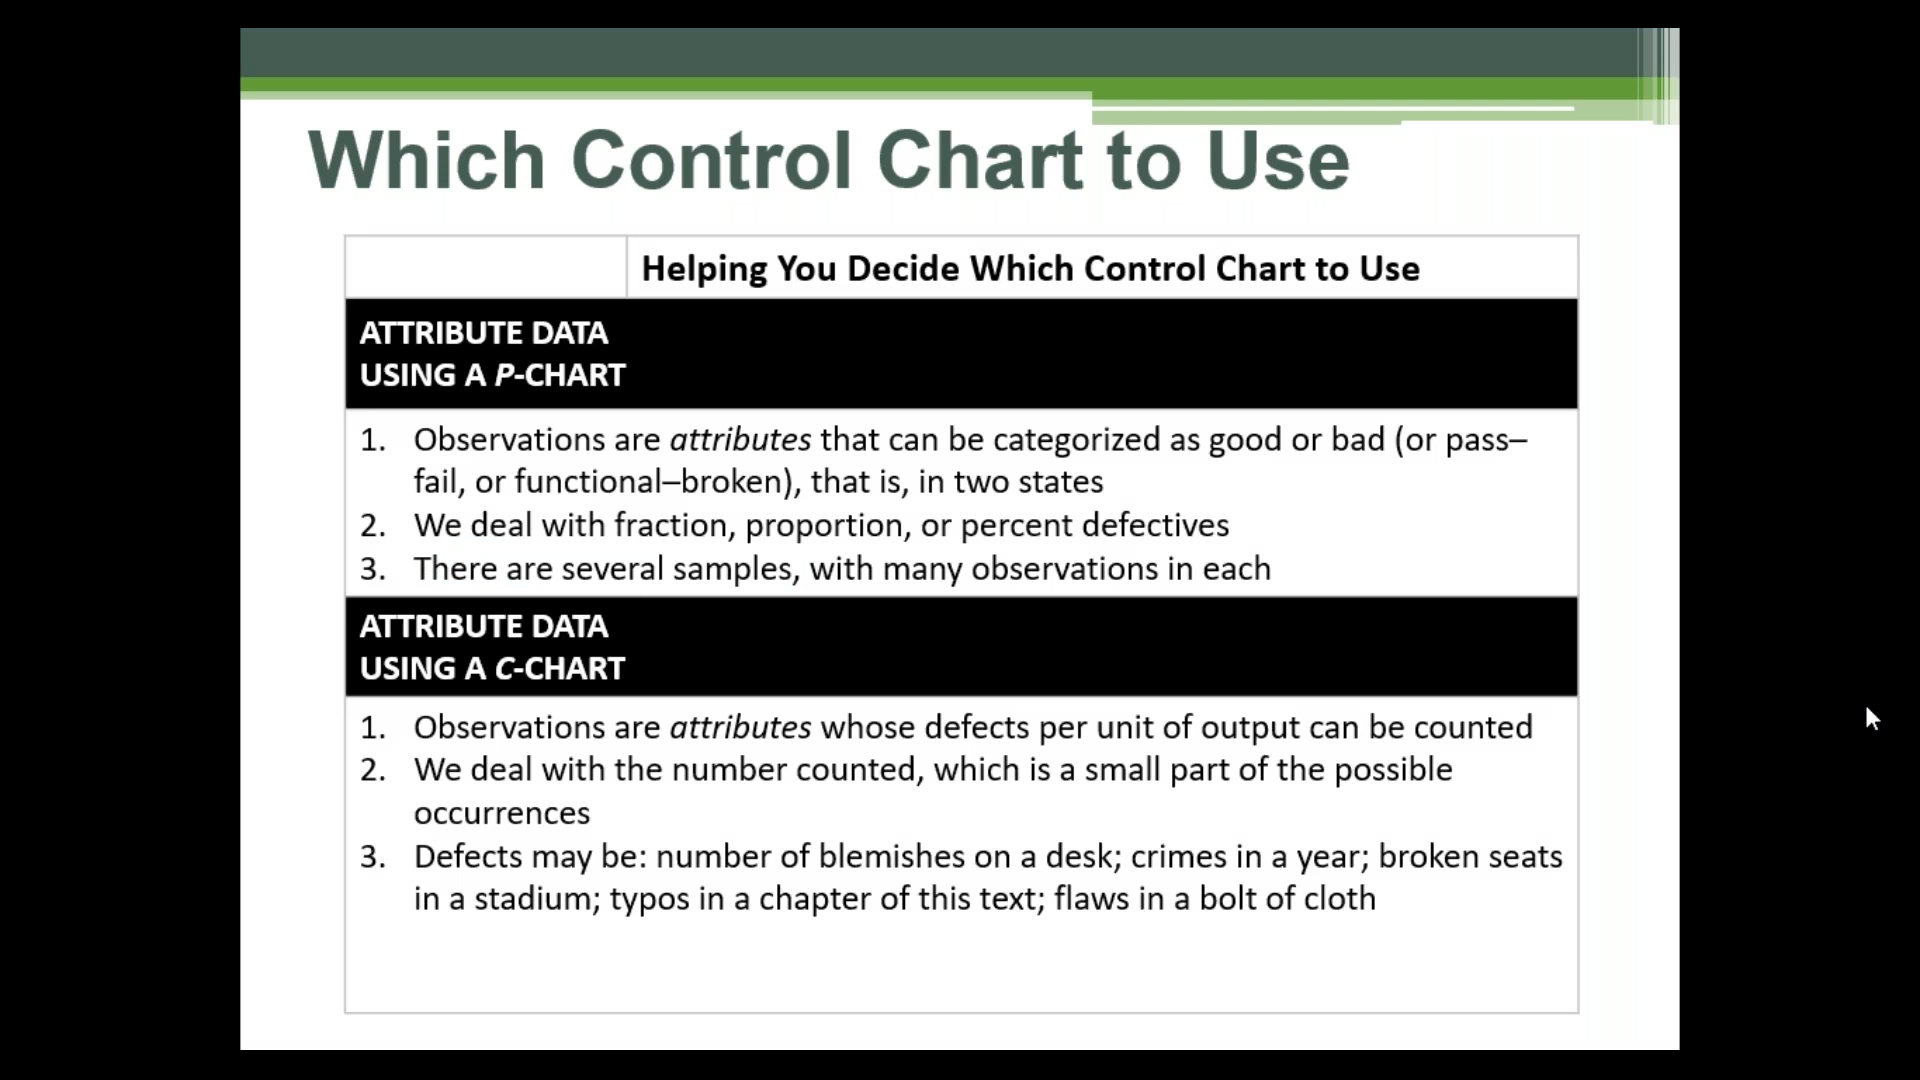 Which Control Chart to Use
Helping You Decide Which Control Chart to Use
ATTRIBUTE DATA
USING A P-CHART
1. Observations are attributes that can be categorized as good or bad (or pass–
fail, or functional–broken), that is, in two states
2. We deal with fraction, proportion, or percent defectives
3. There are several samples, with many observations in each
ATTRIBUTE DATA
USING A C-CHART
1. Observations are attributes whose defects per unit of output can be counted
2. We deal with the number counted, which is a small part of the possible
occurrences
3. Defects may be: number of blemishes on a desk; crimes in a year; broken seats
in a stadium; typos in a chapter of this text; flaws in a bolt of cloth